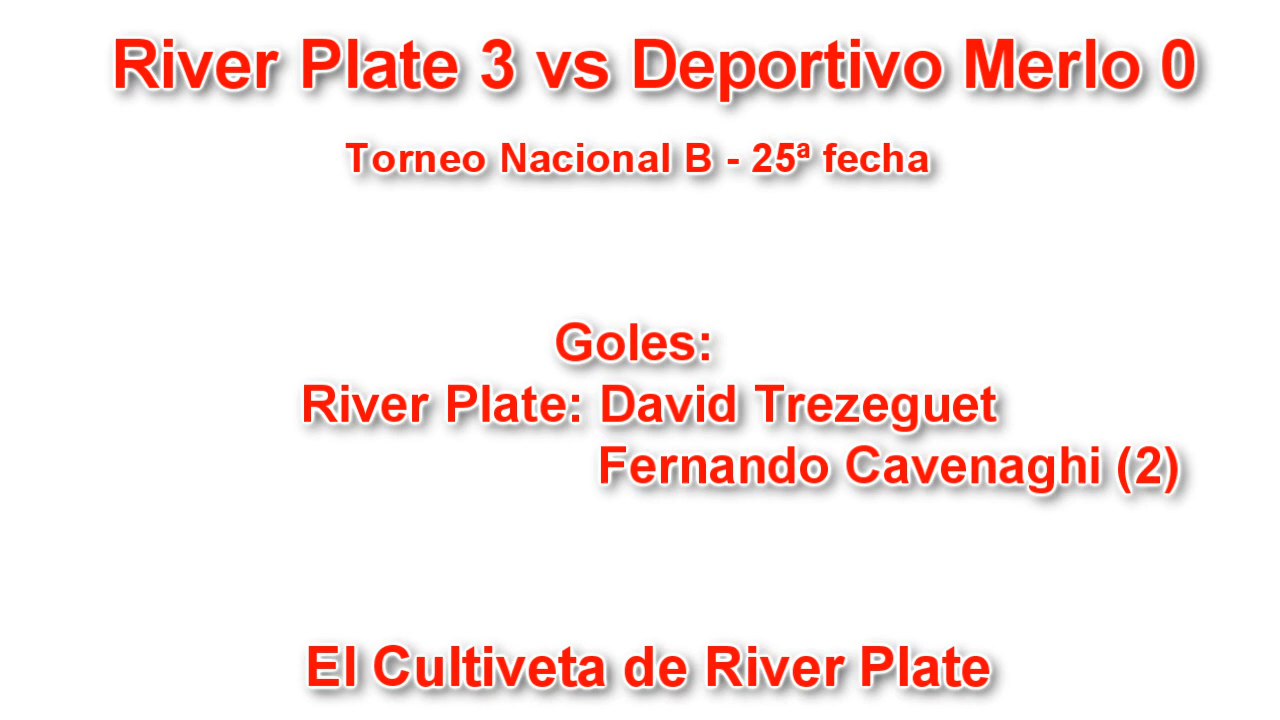 River Plate 3 vs Deportivo Merlo 0
Torneo Nacional B - 25ª fecha
Goles:
River Plate: David Trezeguet
Fernando Cavenaghi (2)
El Cultiveta de River Plate